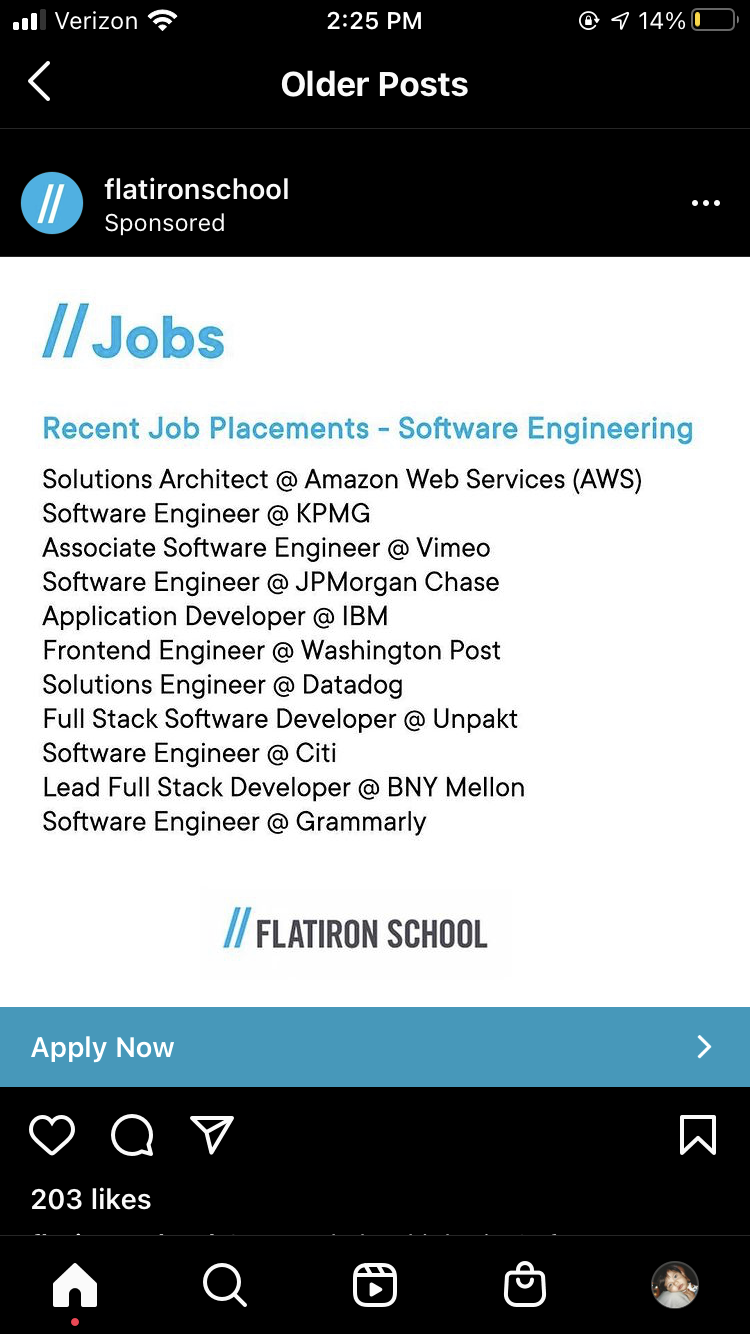 Verizon 2:25 PM 14%
Older Posts
flatironschool
Sponsored
//Jobs
Recent Job Placements - Software Engineering
Solutions Architect @ Amazon Web Services (AWS)
Software Engineer @ KPMG
Associate Software Engineer @ Vimeo
Software Engineer @ JPMorgan Chase
Application Developer @ IBM
Frontend Engineer @ Washington Post
Solutions Engineer @ Datadog
Full Stack Software Developer @ Unpakt
Software Engineer @ Citi
Lead Full Stack Developer @ BNY Mellon
Software Engineer @ Grammarly
// FLATIRON SCHOOL
Apply Now
203 likes